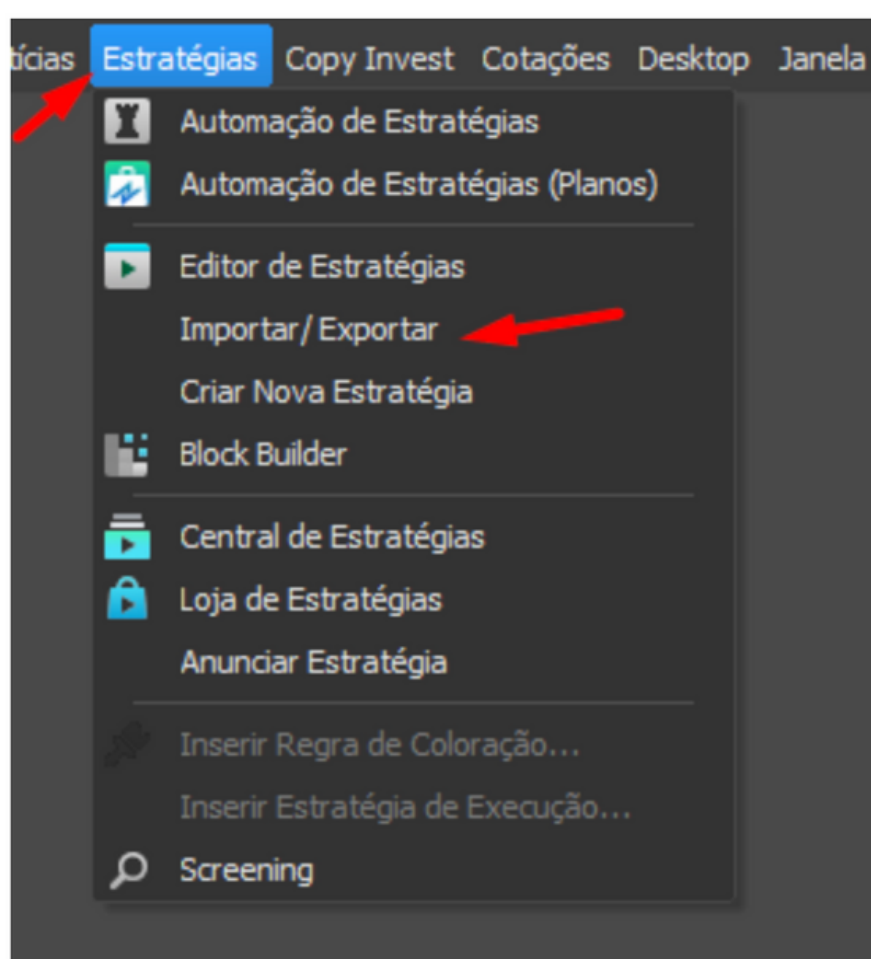 Estratégias Copy Invest Cotações Desktop Janela
Automação de Estratégias
Automação de Estratégias (Planos)
Editor de Estratégias
Importar/Exportar
Criar Nova Estratégia
Block Builder
Central de Estratégias
Loja de Estratégias
Anunciar Estratégia
Inserir Regra de Coloração...
Inserir Estratégia de Execução...
Screening